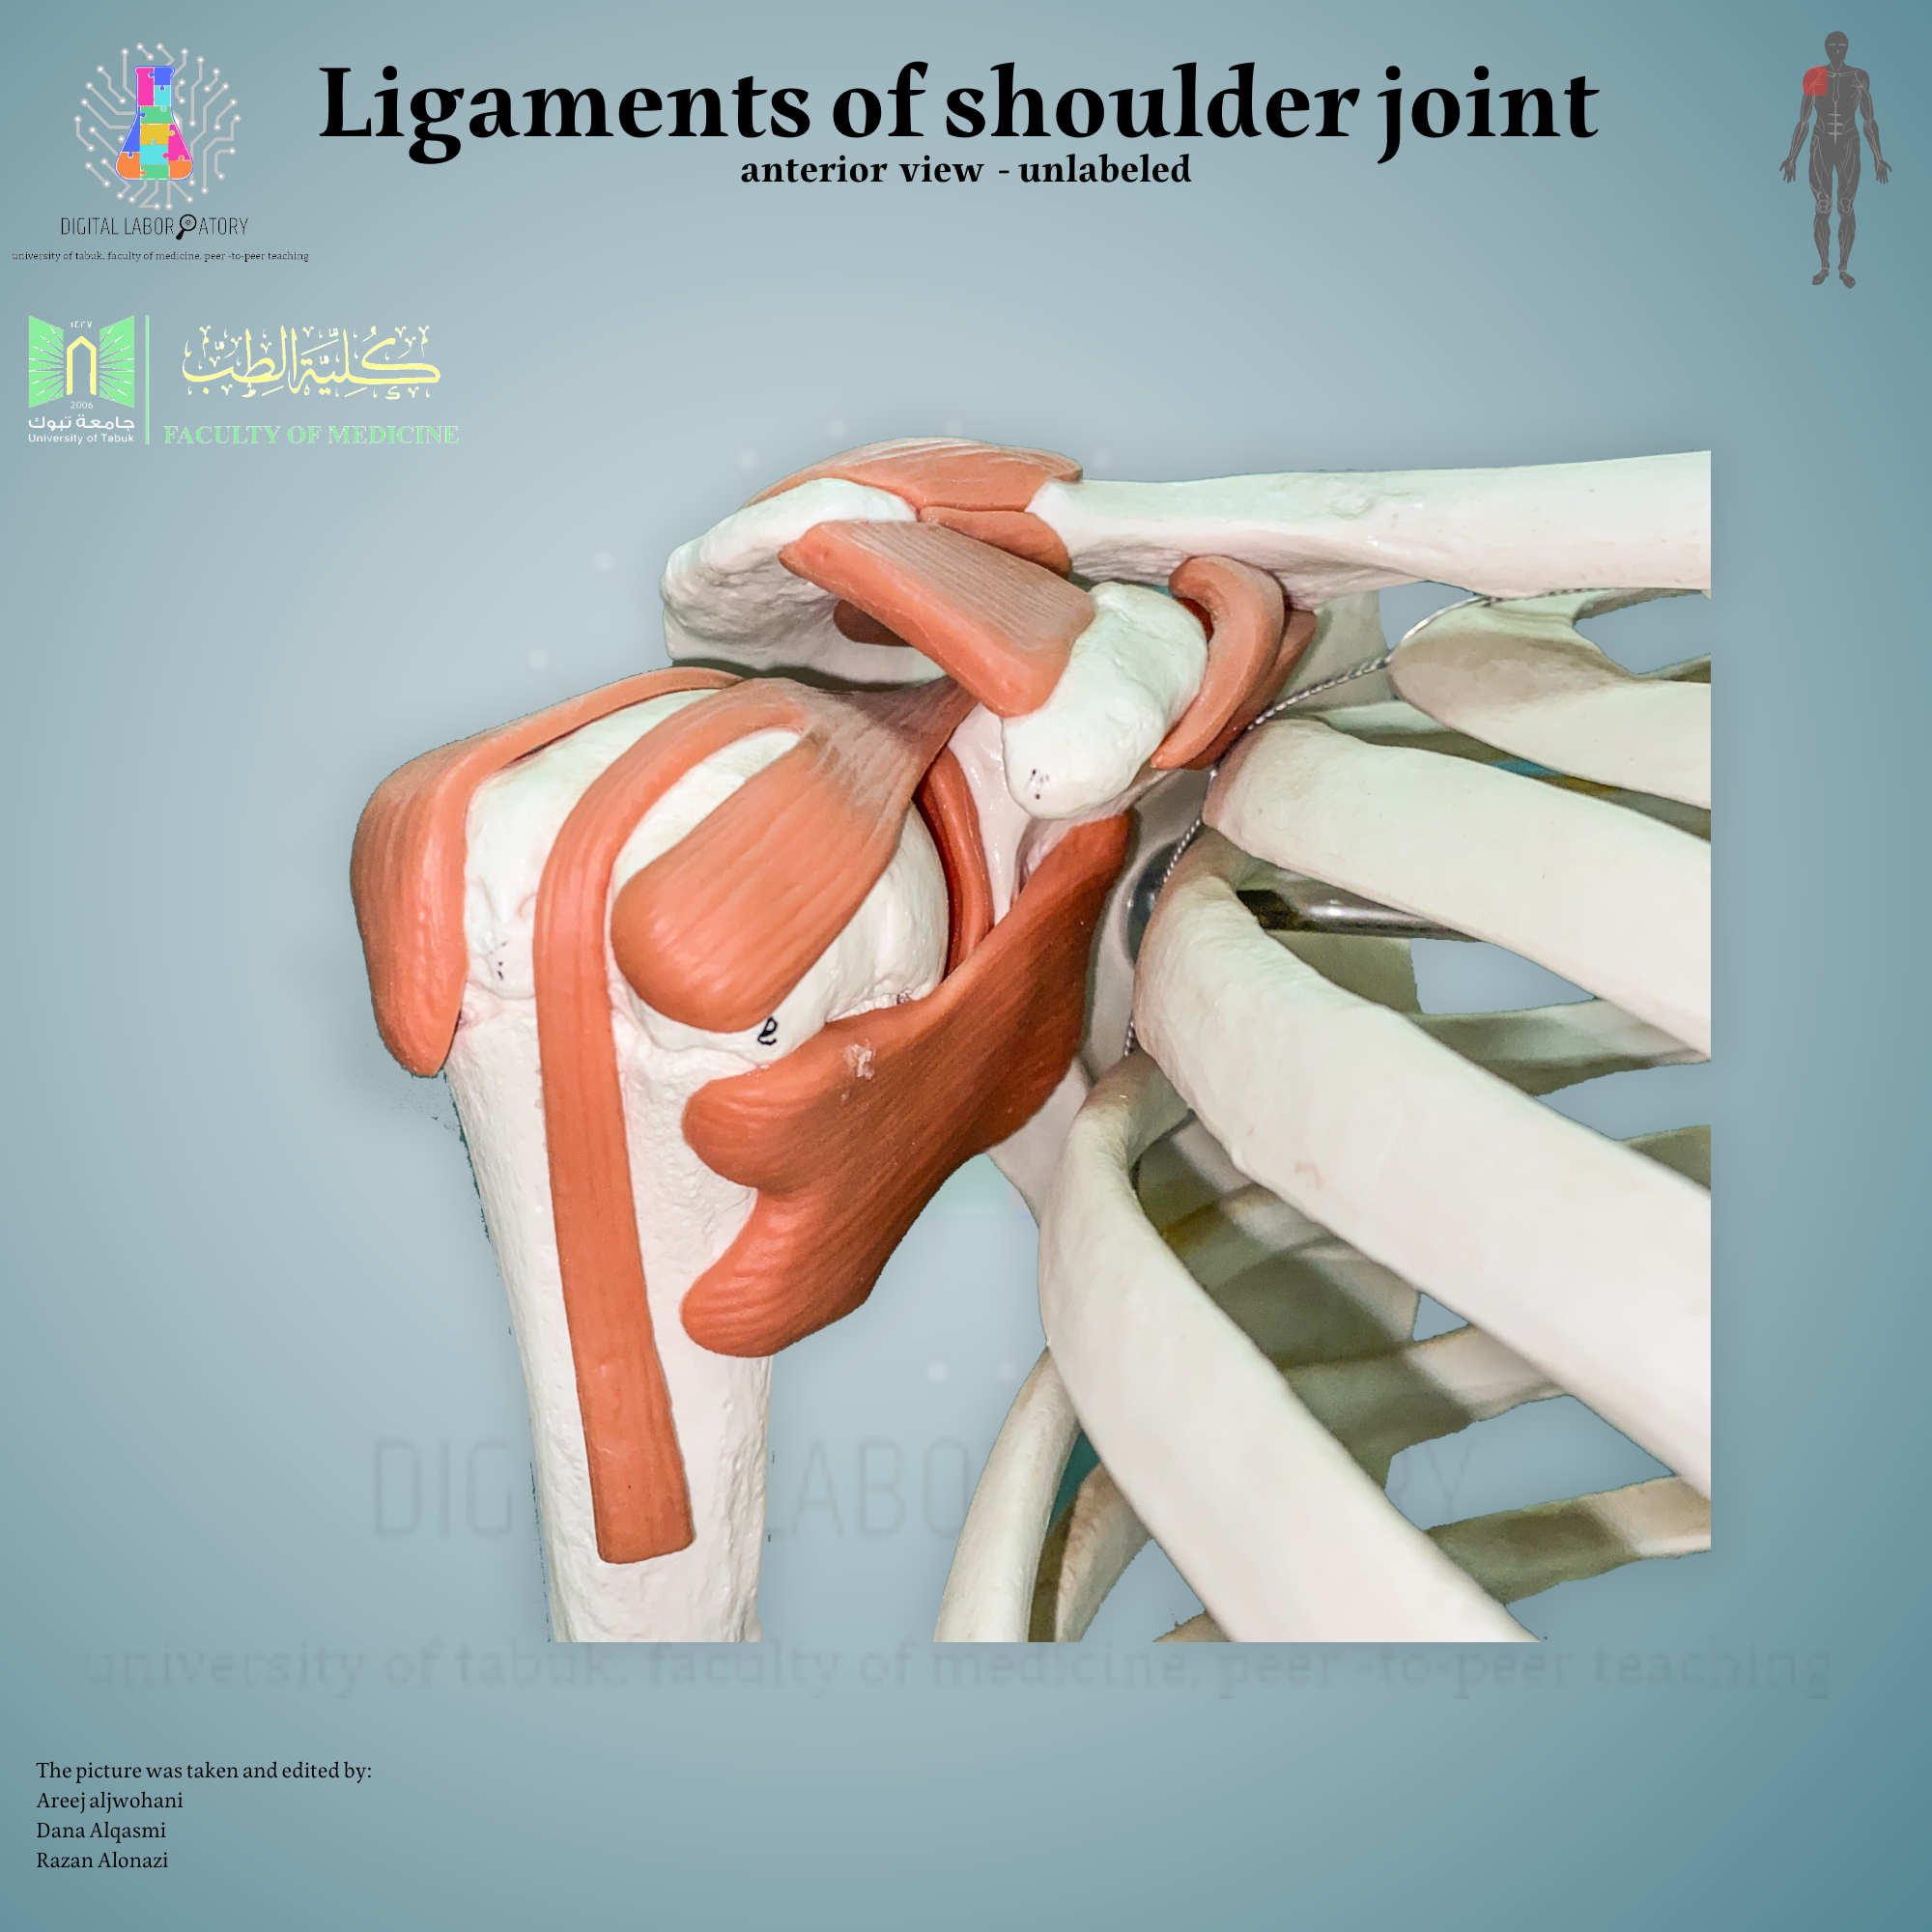 Ligaments of shoulder joint
anterior view - unlabeled
DIGITAL LABORATORY
university of tabuk. faculty of medicine. peer -to-peer teaching
١٤٢٧
2006
جامعة تبوك
University of Tabuk
كلية الطب
FACULTY OF MEDICINE
university of tabuk. faculty of medicine. peer -to-peer teaching
The picture was taken and edited by:
Areej aljwohani
Dana Alqasmi
Razan Alonazi